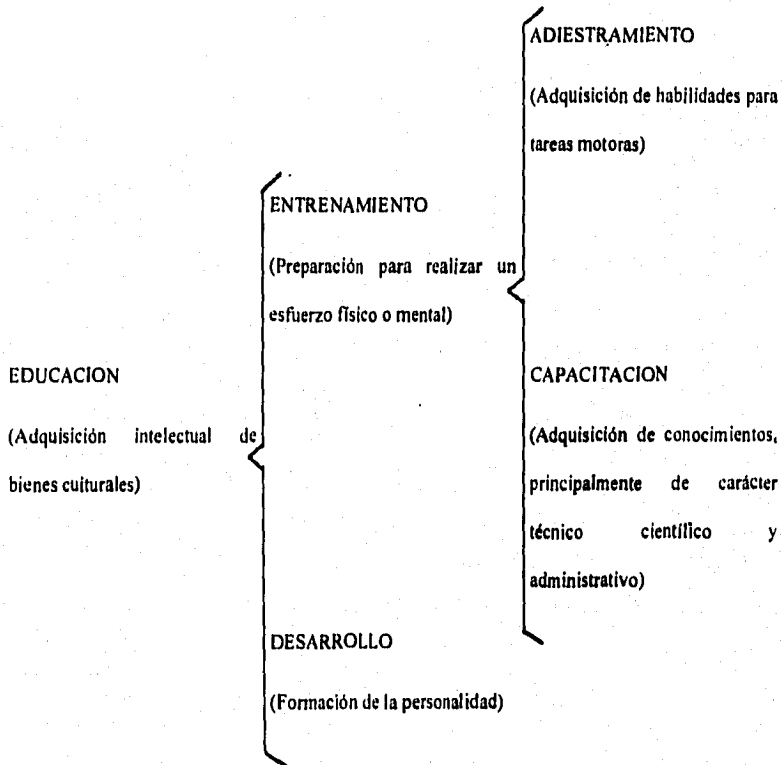 EDUCACION
(Adquisición intelectual de
bienes culturales)
ENTRENAMIENTO
(Preparación para realizar un
esfuerzo físico o mental)
DESARROLLO
(Formación de la personalidad)
ADIESTRAMIENTO
(Adquisición de habilidades para
tareas motoras)
CAPACITACION
(Adquisición de conocimientos,
principalmente de carácter
técnico científico y
administrativo)